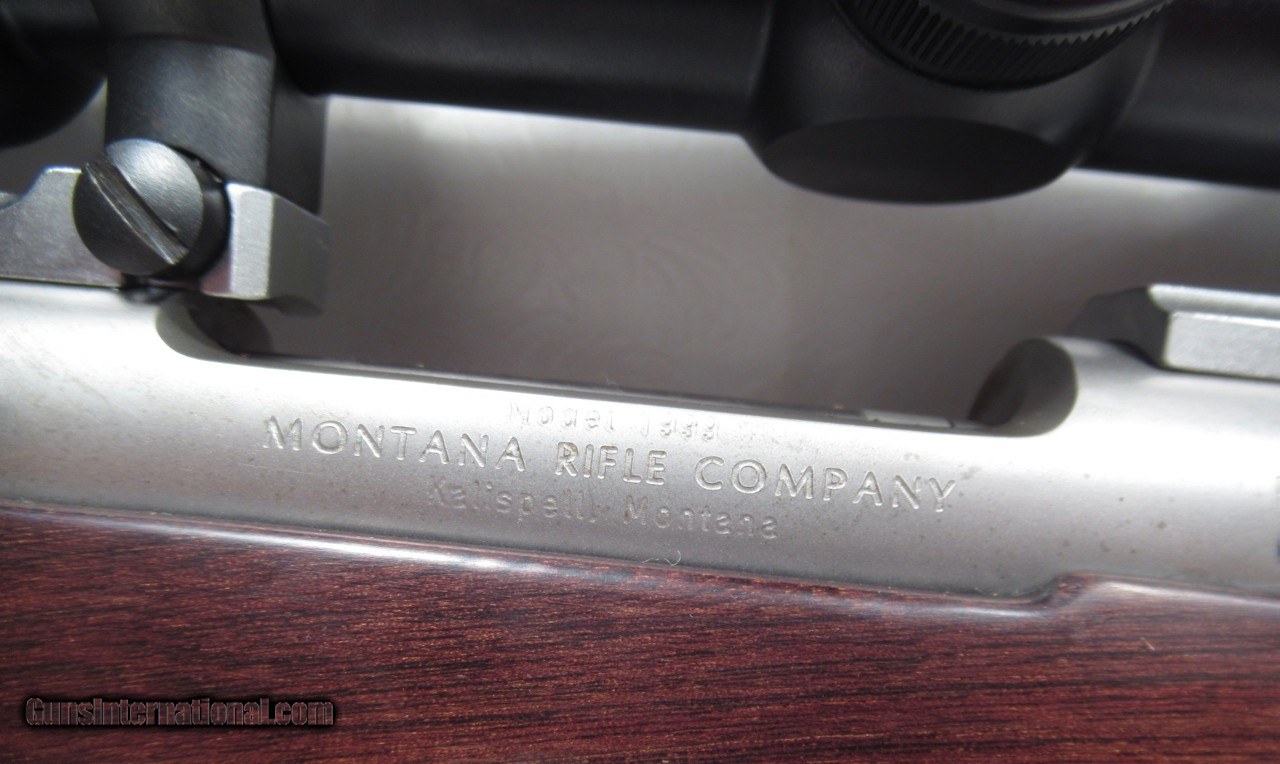 Model 1999
MONTANA RIFLE COMPANY
Kalispell, Montana
GunsInternational.com